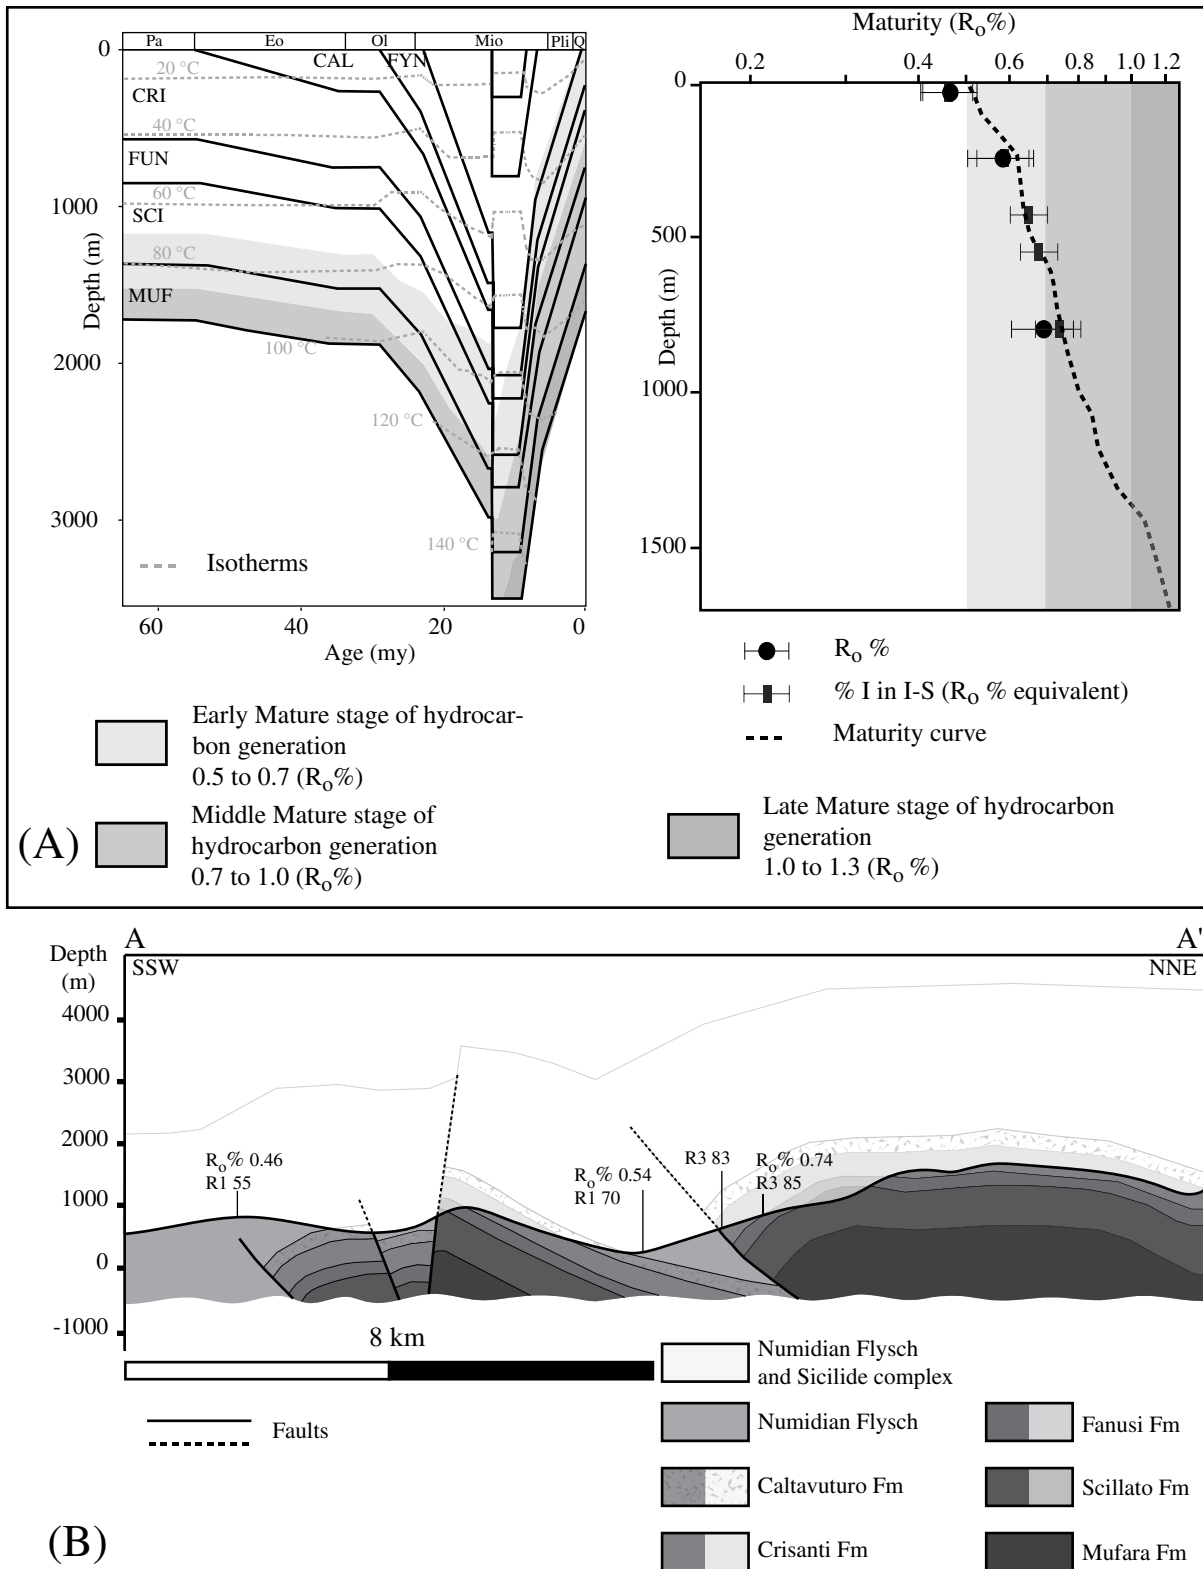 Maturity (Ro%)
Pa Eo Ol Mio Pli Q
0.2 0.4 0.6 0.8 1.0 1.2
0
CAL FYN
20 °C
CRI
40 °C
FUN
60 °C
SCI
80 °C
MUF
100 °C
120 °C
140 °C
1000
2000
3000
Depth (m)
Isotherms
60 40 20 0
Age (my)
0
500
1000
1500
Depth (m)
Ro %
% I in I-S (Ro % equivalent)
Maturity curve
Early Mature stage of hydrocar-
bon generation
0.5 to 0.7 (Ro%)
Middle Mature stage of
hydrocarbon generation
0.7 to 1.0 (Ro%)
Late Mature stage of hydrocarbon
generation
1.0 to 1.3 (Ro %)
(A)
A A'
Depth
(m)
SSW NNE
4000
3000
2000
1000
0
-1000
Ro% 0.46
R1 55
Ro% 0.54
R1 70
R3 83
Ro% 0.74
R3 85
8 km
Faults
Numidian Flysch
and Sicilide complex
Numidian Flysch
Caltavuturo Fm
Crisanti Fm
Fanusi Fm
Scillato Fm
Mufara Fm
(B)